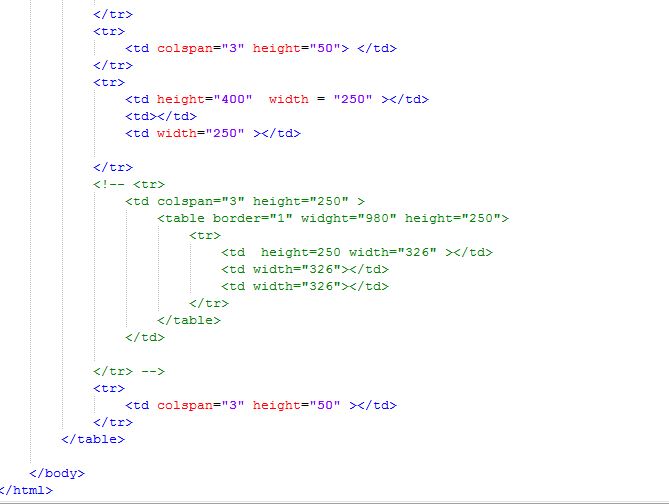 </tr>
<tr>
<td colspan="3" height="50"> </td>
</tr>
<tr>
<td height="400"  width = "250" ></td>
<td></td>
<td width="250" ></td>
</tr>
<!-- <tr>
<td colspan="3" height="250" >
<table border="1" widght="980" height="250">
<tr>
<td  height=250 width="326" ></td>
<td width="326"></td>
<td width="326"></td>
</tr>
</table>
</td>
</tr> -->
<tr>
<td colspan="3" height="50" ></td>
</tr>
</table>
</body>
</html>